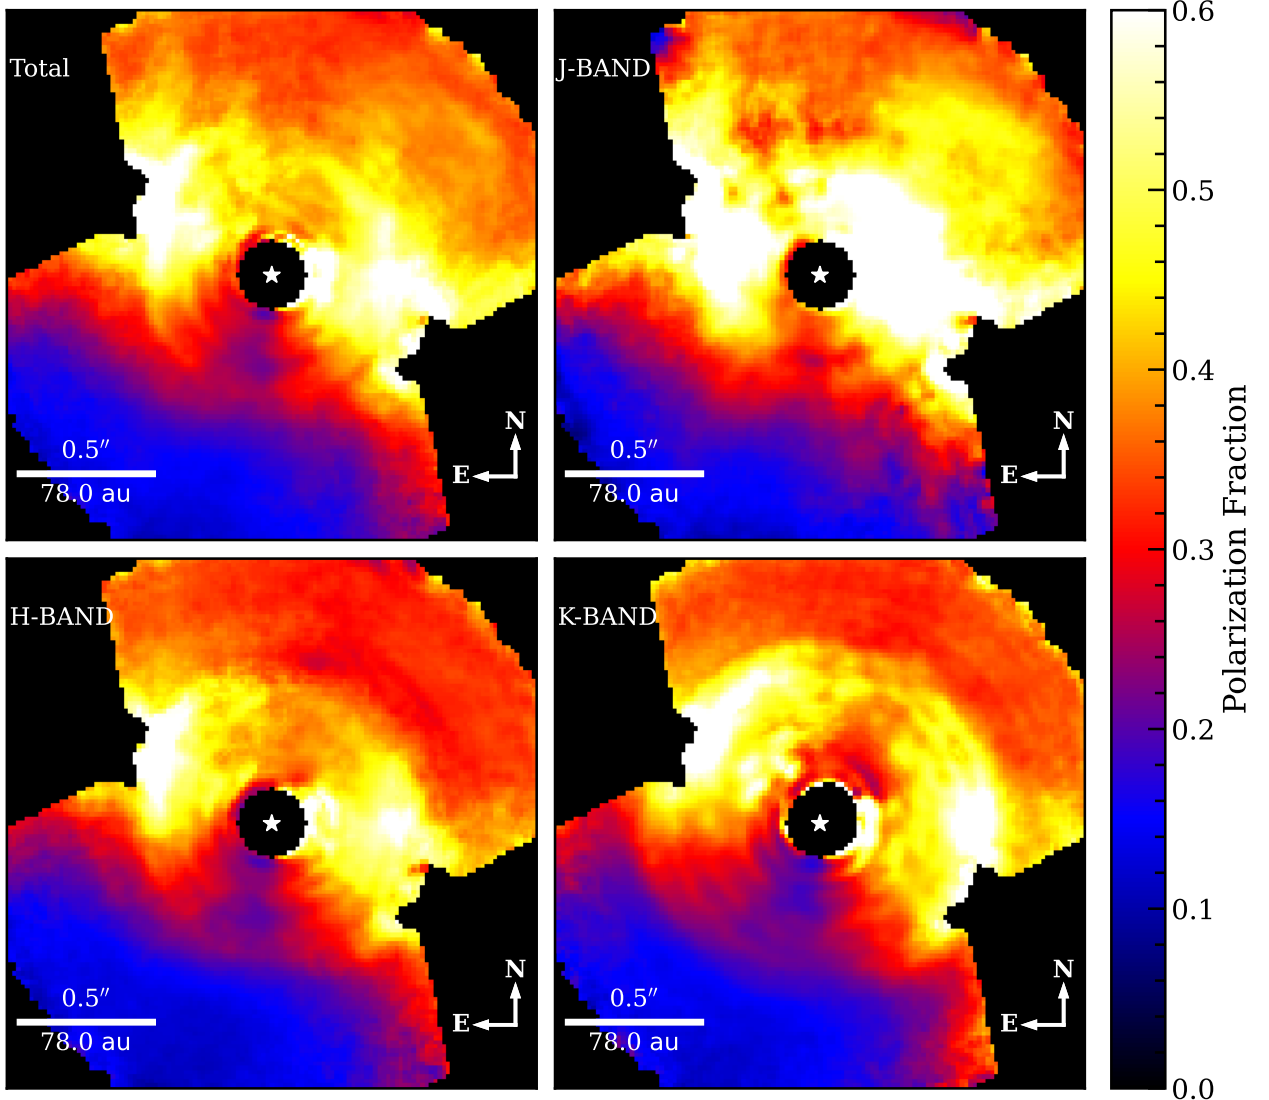 Total
0.5″
78.0 au
N
E
J-BAND
0.5″
78.0 au
N
E
H-BAND
0.5″
78.0 au
N
E
K-BAND
0.5″
78.0 au
N
E
0.6
0.5
0.4
0.3
0.2
0.1
0.0
Polarization Fraction